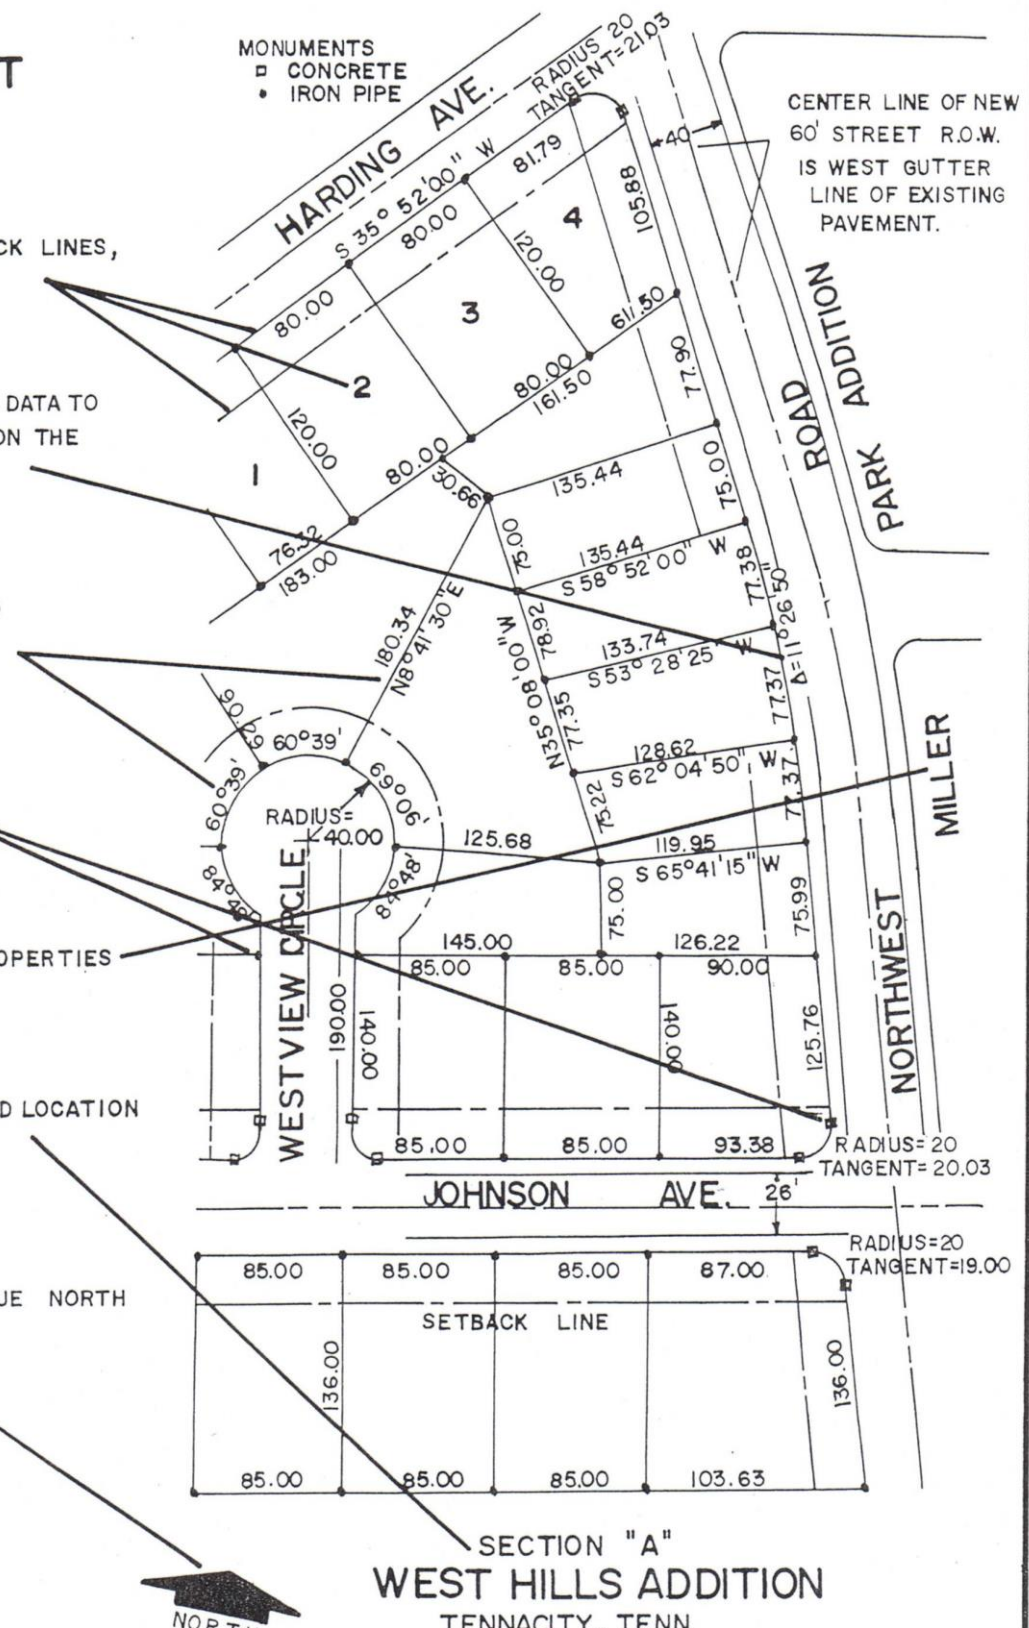 T
MONUMENTS
CONCRETE
IRON PIPE
HARDING AVE.
RADIUS 20
TANGENT=21.03
S 35° 52'00" W
81.79
80.00
80.00
105.88
40
CENTER LINE OF NEW
60' STREET R.O.W.
IS WEST GUTTER
LINE OF EXISTING
PAVEMENT.
CK LINES,
4
120.00
3
2
1
61.50
80.00
161.50
77.90
120.00
80.00
30.66
76.32
183.00
DATA TO
ON THE
ROAD
PARK ADDITION
135.44
75.00
75.00
135.44
S 58° 52'00" W
77.38
Δ=11°26'50"
180.34
N8°41'30"E
N35°08'00"W
78.92
133.74
S 53° 28'25" W
77.37
77.35
128.62
S 62° 04'50" W
77.37
75.22
119.95
S 65°41'15" W
75.99
90.29
60°39'
60°39'
69°06'
RADIUS=
40.00
84°48'
84°48'
125.68
75.00
MILLER
OPERTIES
145.00
126.22
85.00
85.00
90.00
WESTVIEW CIRCLE
190.00
140.00
140.00
125.76
NORTHWEST
D LOCATION
85.00
85.00
93.38
RADIUS=20
TANGENT=20.03
JOHNSON AVE.
26'
RADIUS=20
TANGENT=19.00
85.00
85.00
85.00
87.00
SETBACK LINE
UE NORTH
136.00
136.00
85.00
85.00
85.00
103.63
SECTION "A"
WEST HILLS ADDITION
TENNACITY, TENN.
NORTH